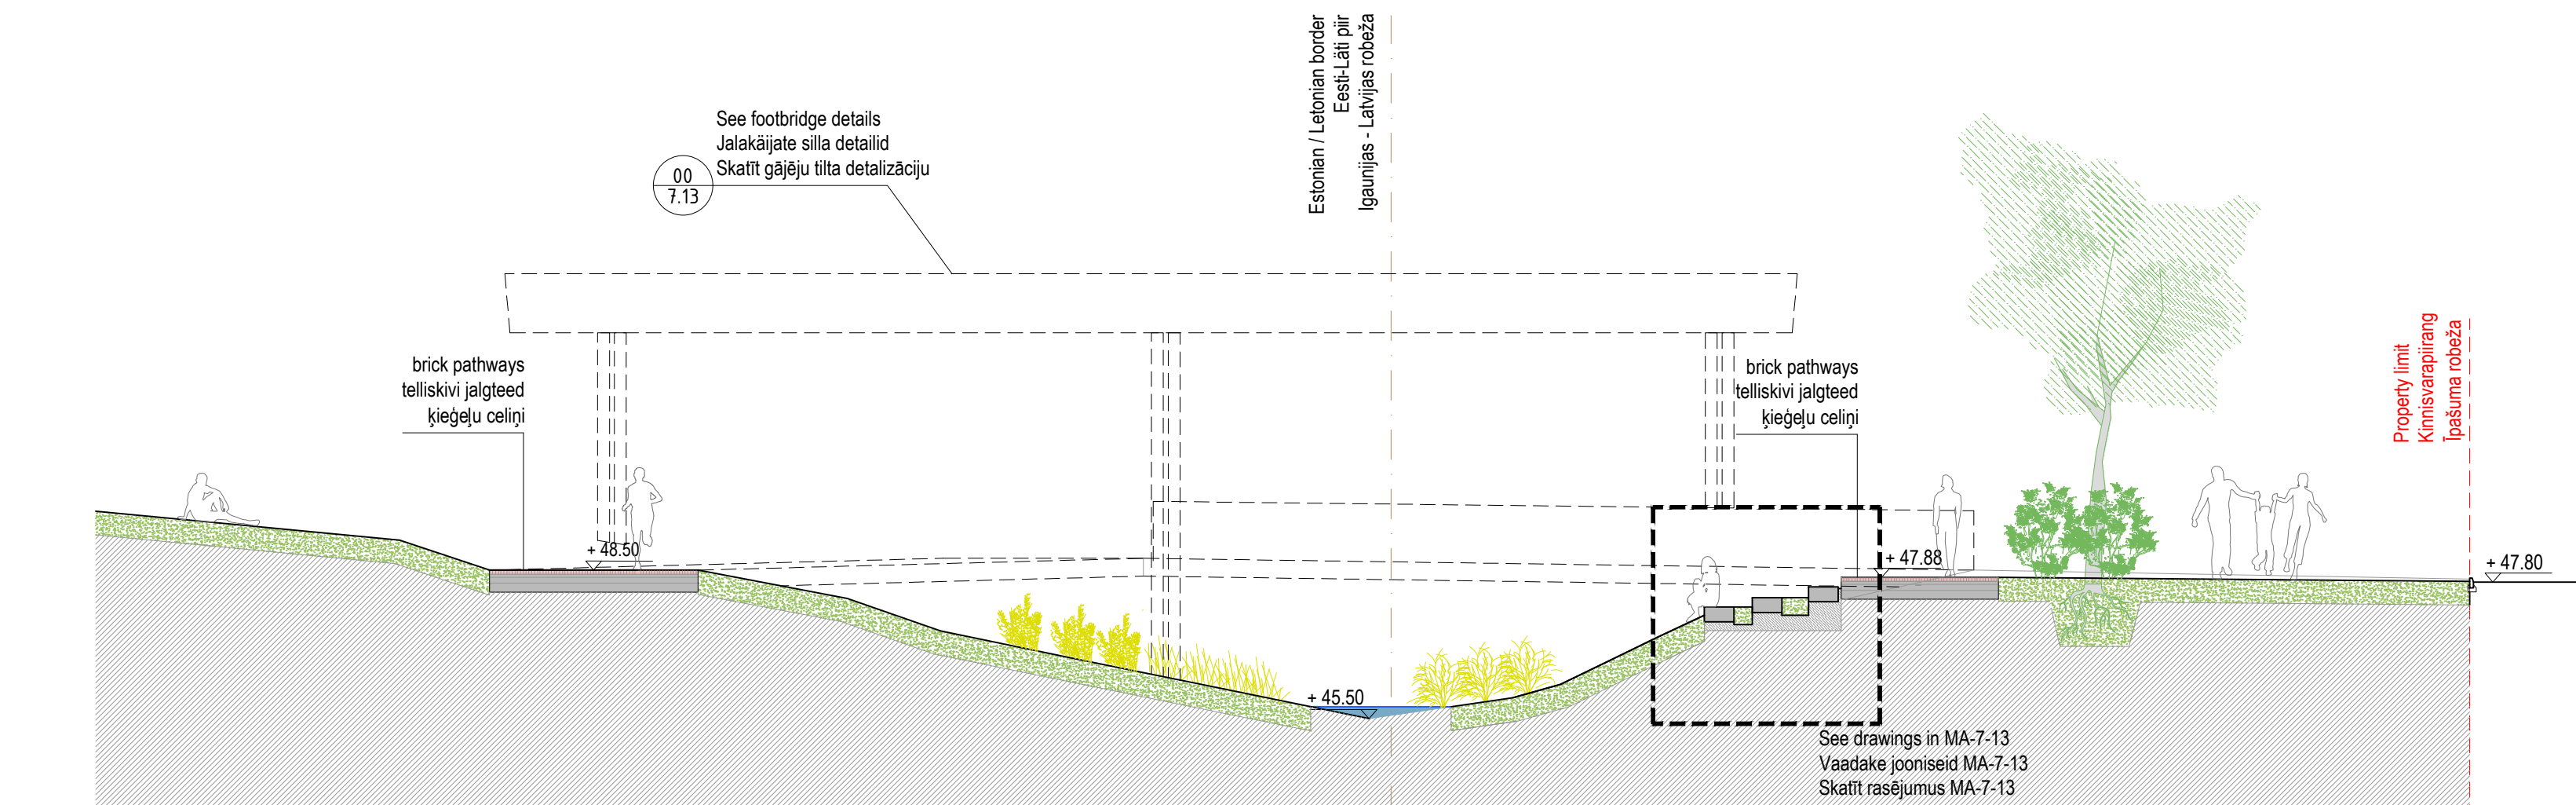 See footbridge details
Jalakäijate silla detailid
Skatīt gājēju tilta detalizāciju
00
7.13
Estonian / Letonian border
Eesti-Läti piir
Igaunijas - Latvijas robeža
brick pathways
telliskivi jalgteed
ķieģeļu celiņi
brick pathways
telliskivi jalgteed
ķieģeļu celiņi
Property limit
Kinnisvarapiirang
Īpašuma robeža
+ 48.50
+ 47.88
+ 47.80
+ 45.50
See drawings in MA-7-13
Vaadake jooniseid MA-7-13
Skatīt rasējumus MA-7-13